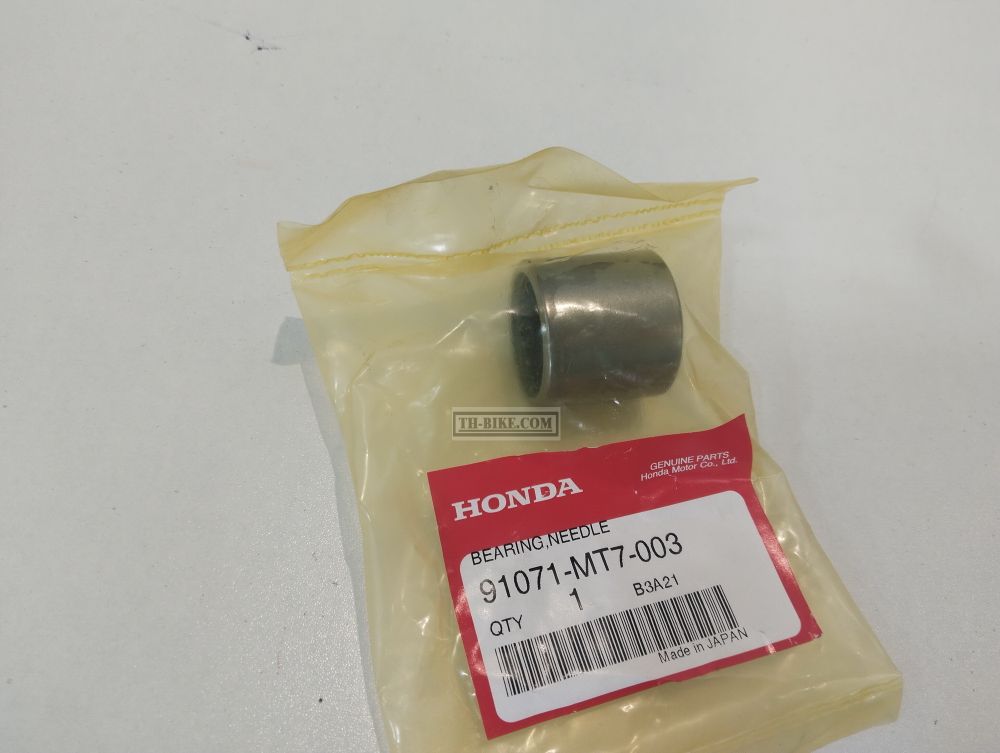 TH-BIKE.COM
HONDA
GENUINE PARTS
Honda Motor Co., Ltd.
BEARING,NEEDLE
91071-MT7-003
QTY 1 B3A21
Made in JAPAN